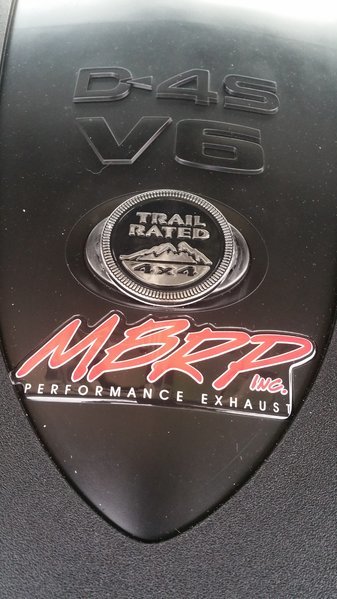 D-4S
V6
TRAIL
RATED
4x4
MBRP
INC.
PERFORMANCE EXHAUST